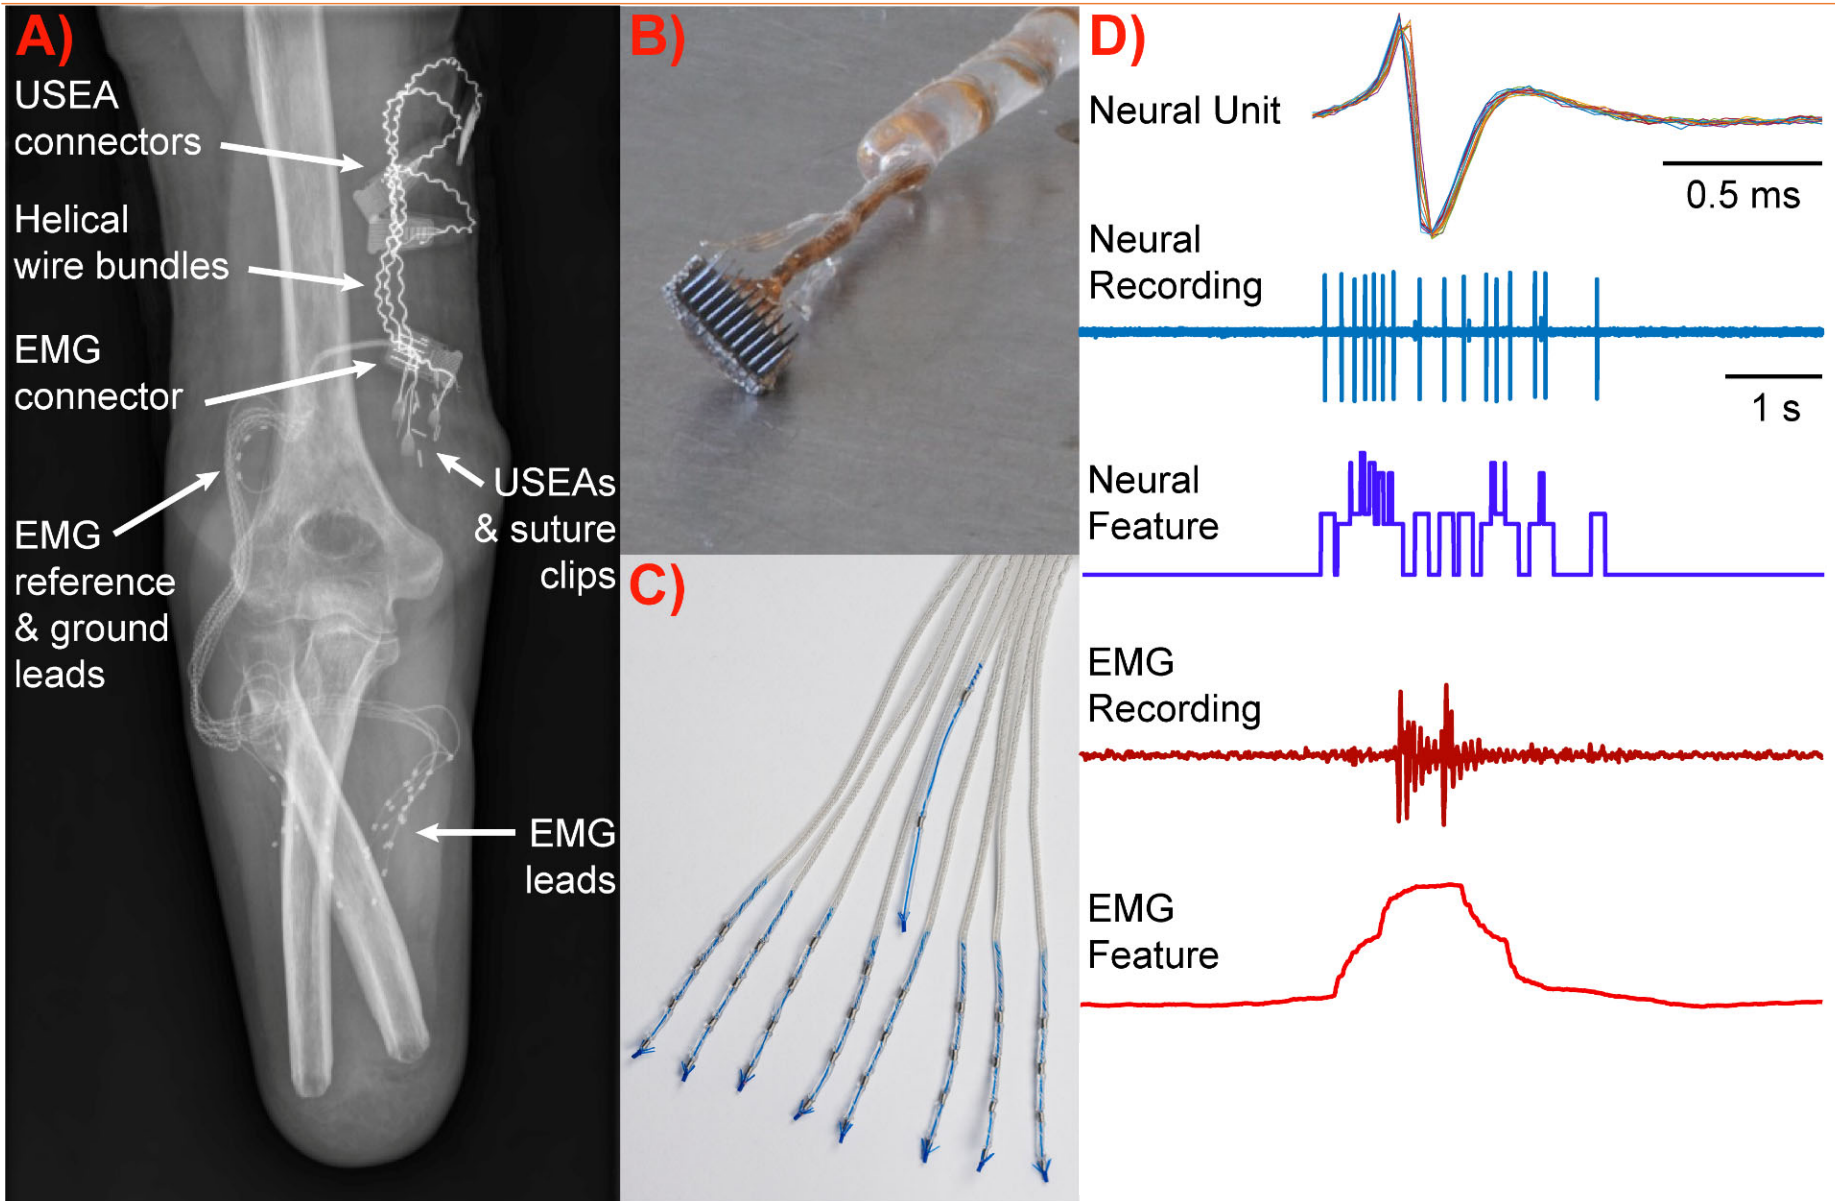 A)
USEA
connectors
Helical
wire bundles
EMG
connector
EMG
reference
& ground
leads
USEAs
& suture
clips
EMG
leads
B)
C)
D)
Neural Unit
0.5 ms
Neural
Recording
1 s
Neural
Feature
EMG
Recording
EMG
Feature